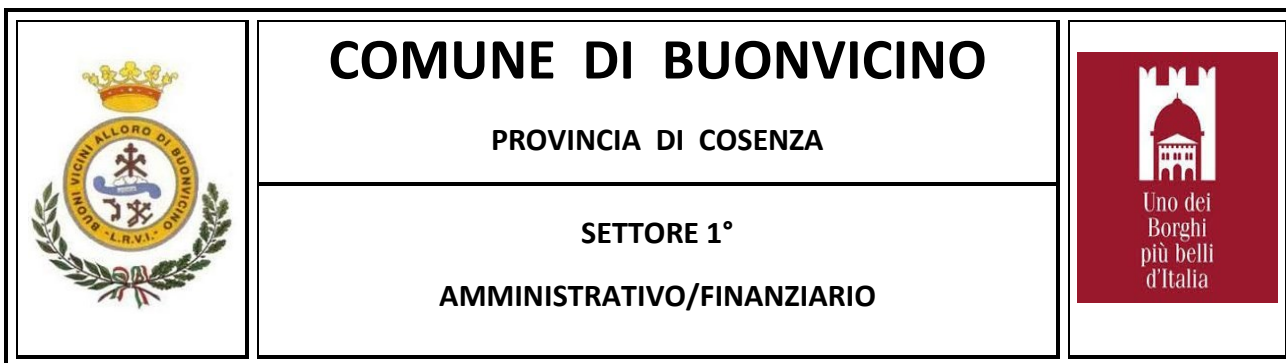 BUONI VICINI ALLORO DI BUONVICINO
-L.R.V.I.-
COMUNE DI BUONVICINO
PROVINCIA DI COSENZA
SETTORE 1°
AMMINISTRATIVO/FINANZIARIO
Uno dei
Borghi
più belli
d'Italia